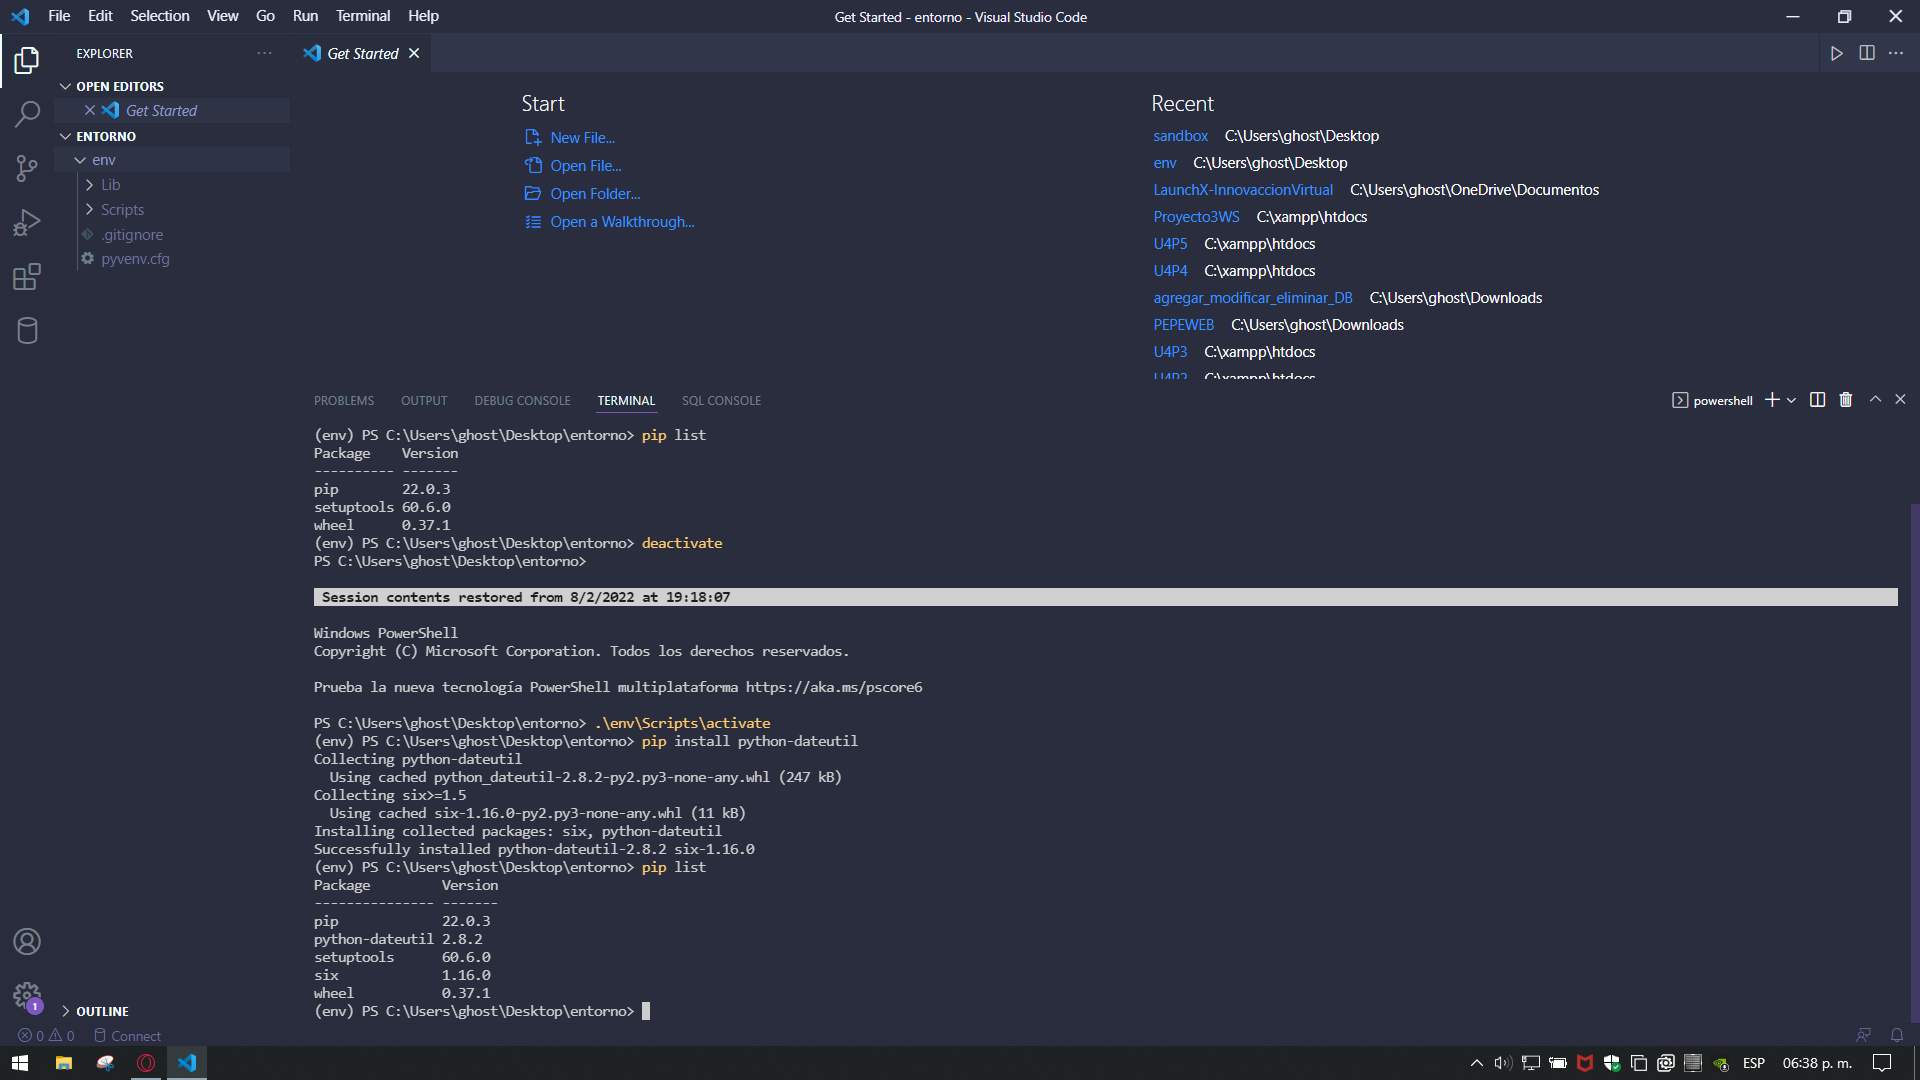 File Edit Selection View Go Run Terminal Help
Get Started - entorno - Visual Studio Code
EXPLORER
OPEN EDITORS
Get Started
ENTORNO
env
Lib
Scripts
.gitignore
pyvenv.cfg
OUTLINE
Get Started
Start
New File...
Open File...
Open Folder...
Open a Walkthrough...
Recent
sandbox C:\Users\ghost\Desktop
env C:\Users\ghost\Desktop
LaunchX-InnovaccionVirtual C:\Users\ghost\OneDrive\Documentos
Proyecto3WS C:\xampp\htdocs
U4P5 C:\xampp\htdocs
U4P4 C:\xampp\htdocs
agregar_modificar_eliminar_DB C:\Users\ghost\Downloads
PEPEWEB C:\Users\ghost\Downloads
U4P3 C:\xampp\htdocs
U4P2 C:\xampp\htdocs
PROBLEMS OUTPUT DEBUG CONSOLE TERMINAL SQL CONSOLE
powershell
(env) PS C:\Users\ghost\Desktop\entorno> pip list
Package    Version
---------- -------
pip        22.0.3
setuptools 60.6.0
wheel      0.37.1
(env) PS C:\Users\ghost\Desktop\entorno> deactivate
PS C:\Users\ghost\Desktop\entorno>
Session contents restored from 8/2/2022 at 19:18:07
Windows PowerShell
Copyright (C) Microsoft Corporation. Todos los derechos reservados.
Prueba la nueva tecnología PowerShell multiplataforma https://aka.ms/pscore6
PS C:\Users\ghost\Desktop\entorno> .\env\Scripts\activate
(env) PS C:\Users\ghost\Desktop\entorno> pip install python-dateutil
Collecting python-dateutil
  Using cached python_dateutil-2.8.2-py2.py3-none-any.whl (247 kB)
Collecting six>=1.5
  Using cached six-1.16.0-py2.py3-none-any.whl (11 kB)
Installing collected packages: six, python-dateutil
Successfully installed python-dateutil-2.8.2 six-1.16.0
(env) PS C:\Users\ghost\Desktop\entorno> pip list
Package         Version
--------------- -------
pip             22.0.3
python-dateutil 2.8.2
setuptools      60.6.0
six             1.16.0
wheel           0.37.1
(env) PS C:\Users\ghost\Desktop\entorno>
1
0 0 Connect
ESP 06:38 p. m.